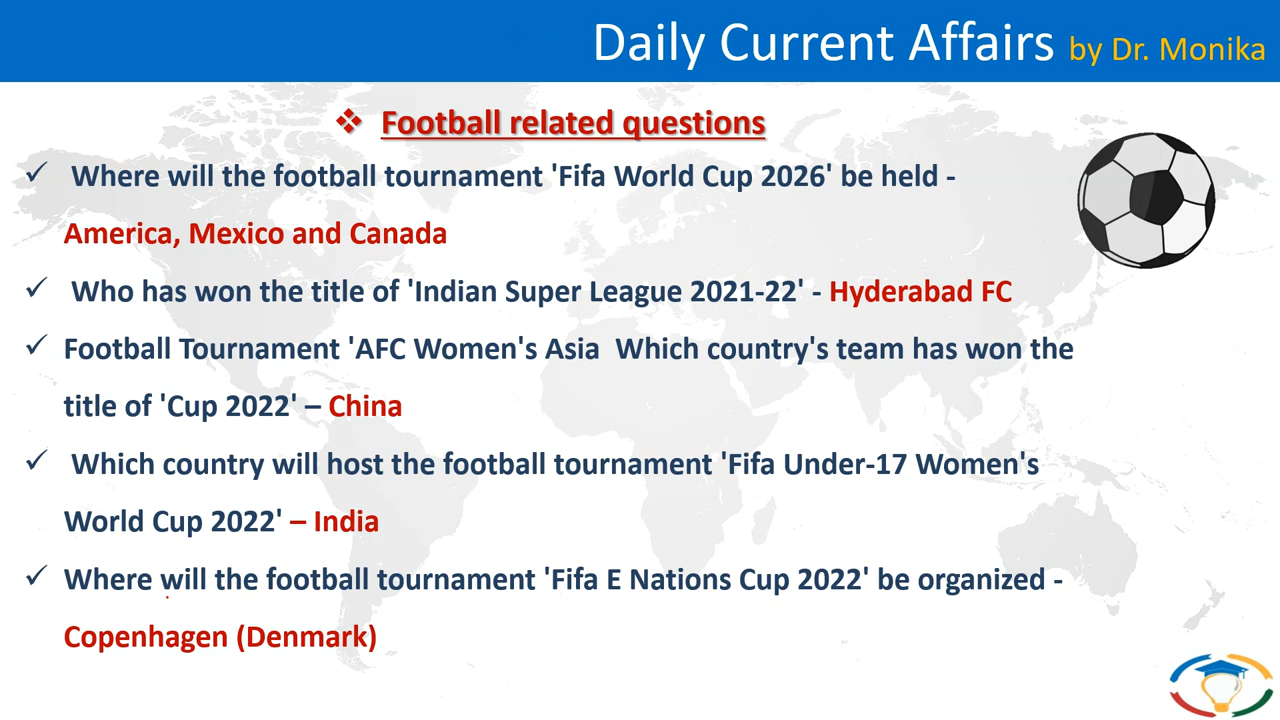 Daily Current Affairs by Dr. Monika
❖ Football related questions
✓ Where will the football tournament 'Fifa World Cup 2026' be held -
America, Mexico and Canada
✓ Who has won the title of 'Indian Super League 2021-22' - Hyderabad FC
✓ Football Tournament 'AFC Women's Asia Which country's team has won the
title of 'Cup 2022' – China
✓ Which country will host the football tournament 'Fifa Under-17 Women's
World Cup 2022' – India
✓ Where will the football tournament 'Fifa E Nations Cup 2022' be organized -
Copenhagen (Denmark)